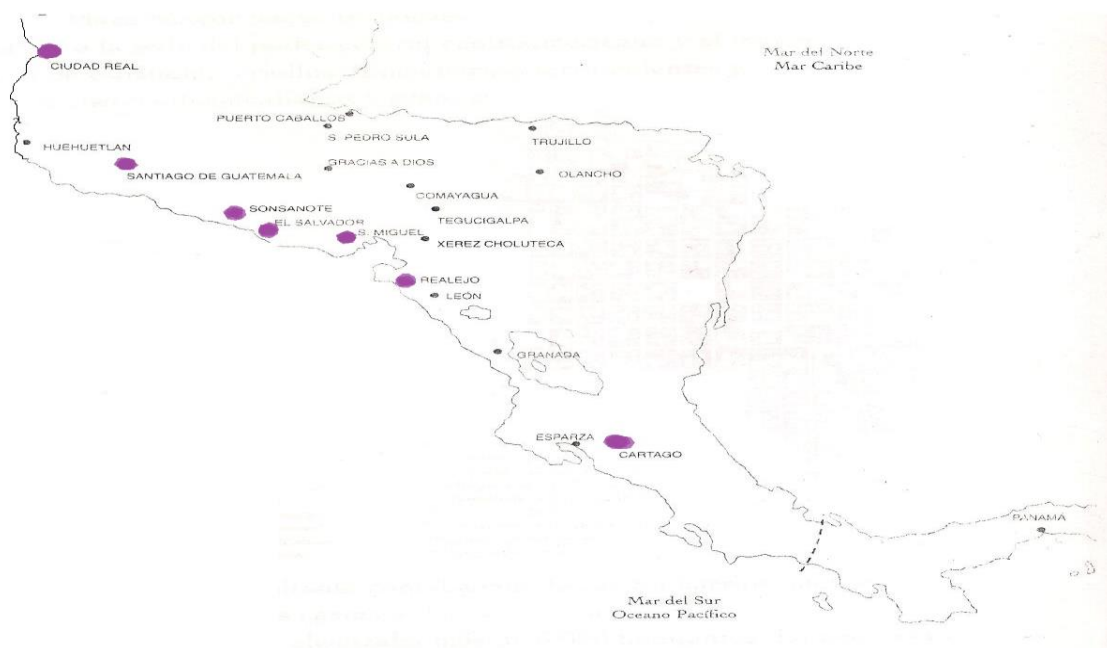 Mar del Norte
Mar Caribe
CIUDAD REAL
PUERTO CABALLOS
S. PEDRO SULA
TRUJILLO
HUEHUETLAN
GRACIAS A DIOS
OLANCHO
SANTIAGO DE GUATEMALA
COMAYAGUA
SONSANOTE
TEGUCIGALPA
EL SALVADOR
S. MIGUEL
XEREZ CHOLUTECA
REALEJO
LEÓN
GRANADA
ESPARZA
CARTAGO
PANAMÁ
Mar del Sur
Oceano Pacífico